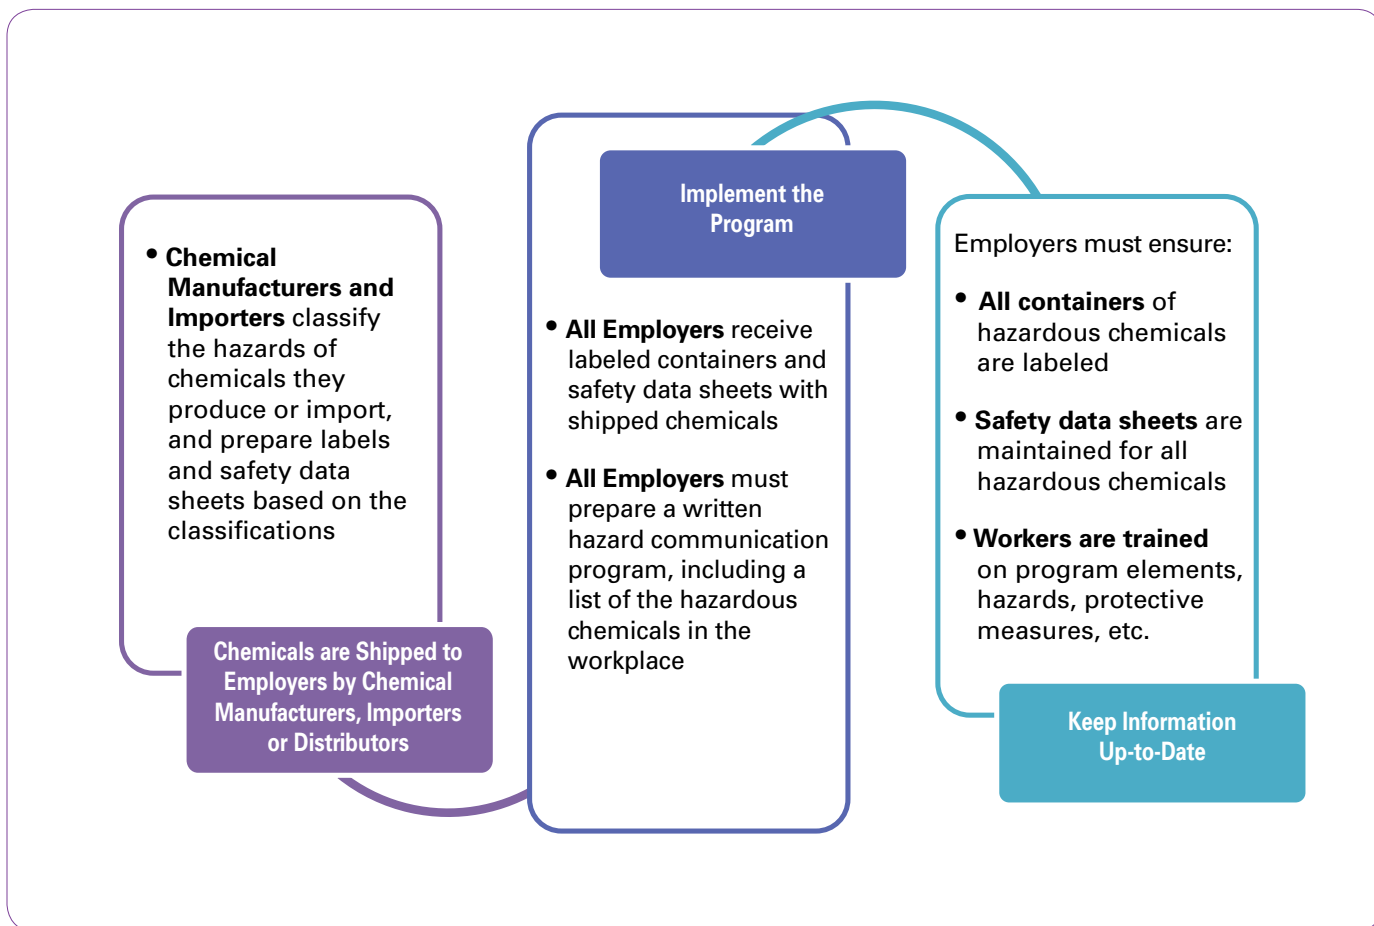 • Chemical
Manufacturers and
Importers classify
the hazards of
chemicals they
produce or import,
and prepare labels
and safety data
sheets based on the
classifications
Chemicals are Shipped to
Employers by Chemical
Manufacturers, Importers
or Distributors
Implement the
Program
• All Employers receive
labeled containers and
safety data sheets with
shipped chemicals
• All Employers must
prepare a written
hazard communication
program, including a
list of the hazardous
chemicals in the
workplace
Employers must ensure:
• All containers of
hazardous chemicals
are labeled
• Safety data sheets are
maintained for all
hazardous chemicals
• Workers are trained
on program elements,
hazards, protective
measures, etc.
Keep Information
Up-to-Date